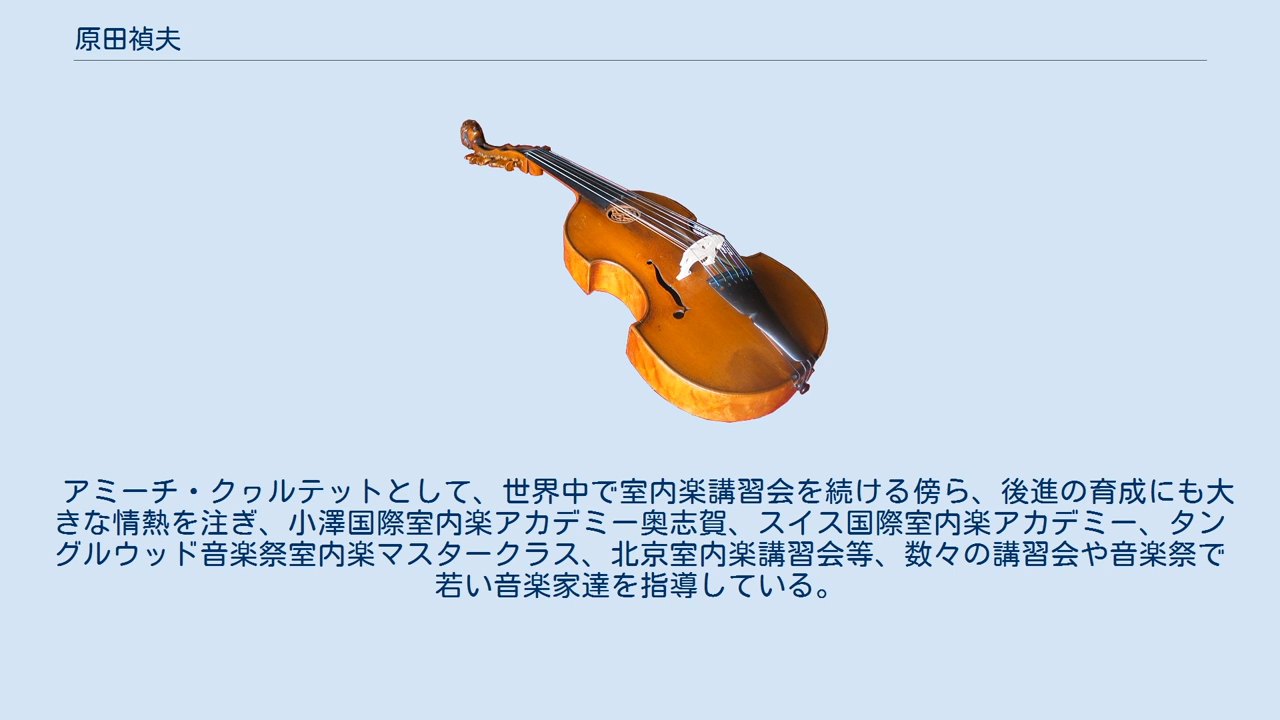 原田禎夫
アミーチ・クヮルテットとして、世界中で室内楽講習会を続ける傍ら、後進の育成にも大
きな情熱を注ぎ、小澤国際室内楽アカデミー奥志賀、スイス国際室内楽アカデミー、タン
グルウッド音楽祭室内楽マスタークラス、北京室内楽講習会等、数々の講習会や音楽祭で
若い音楽家達を指導している。